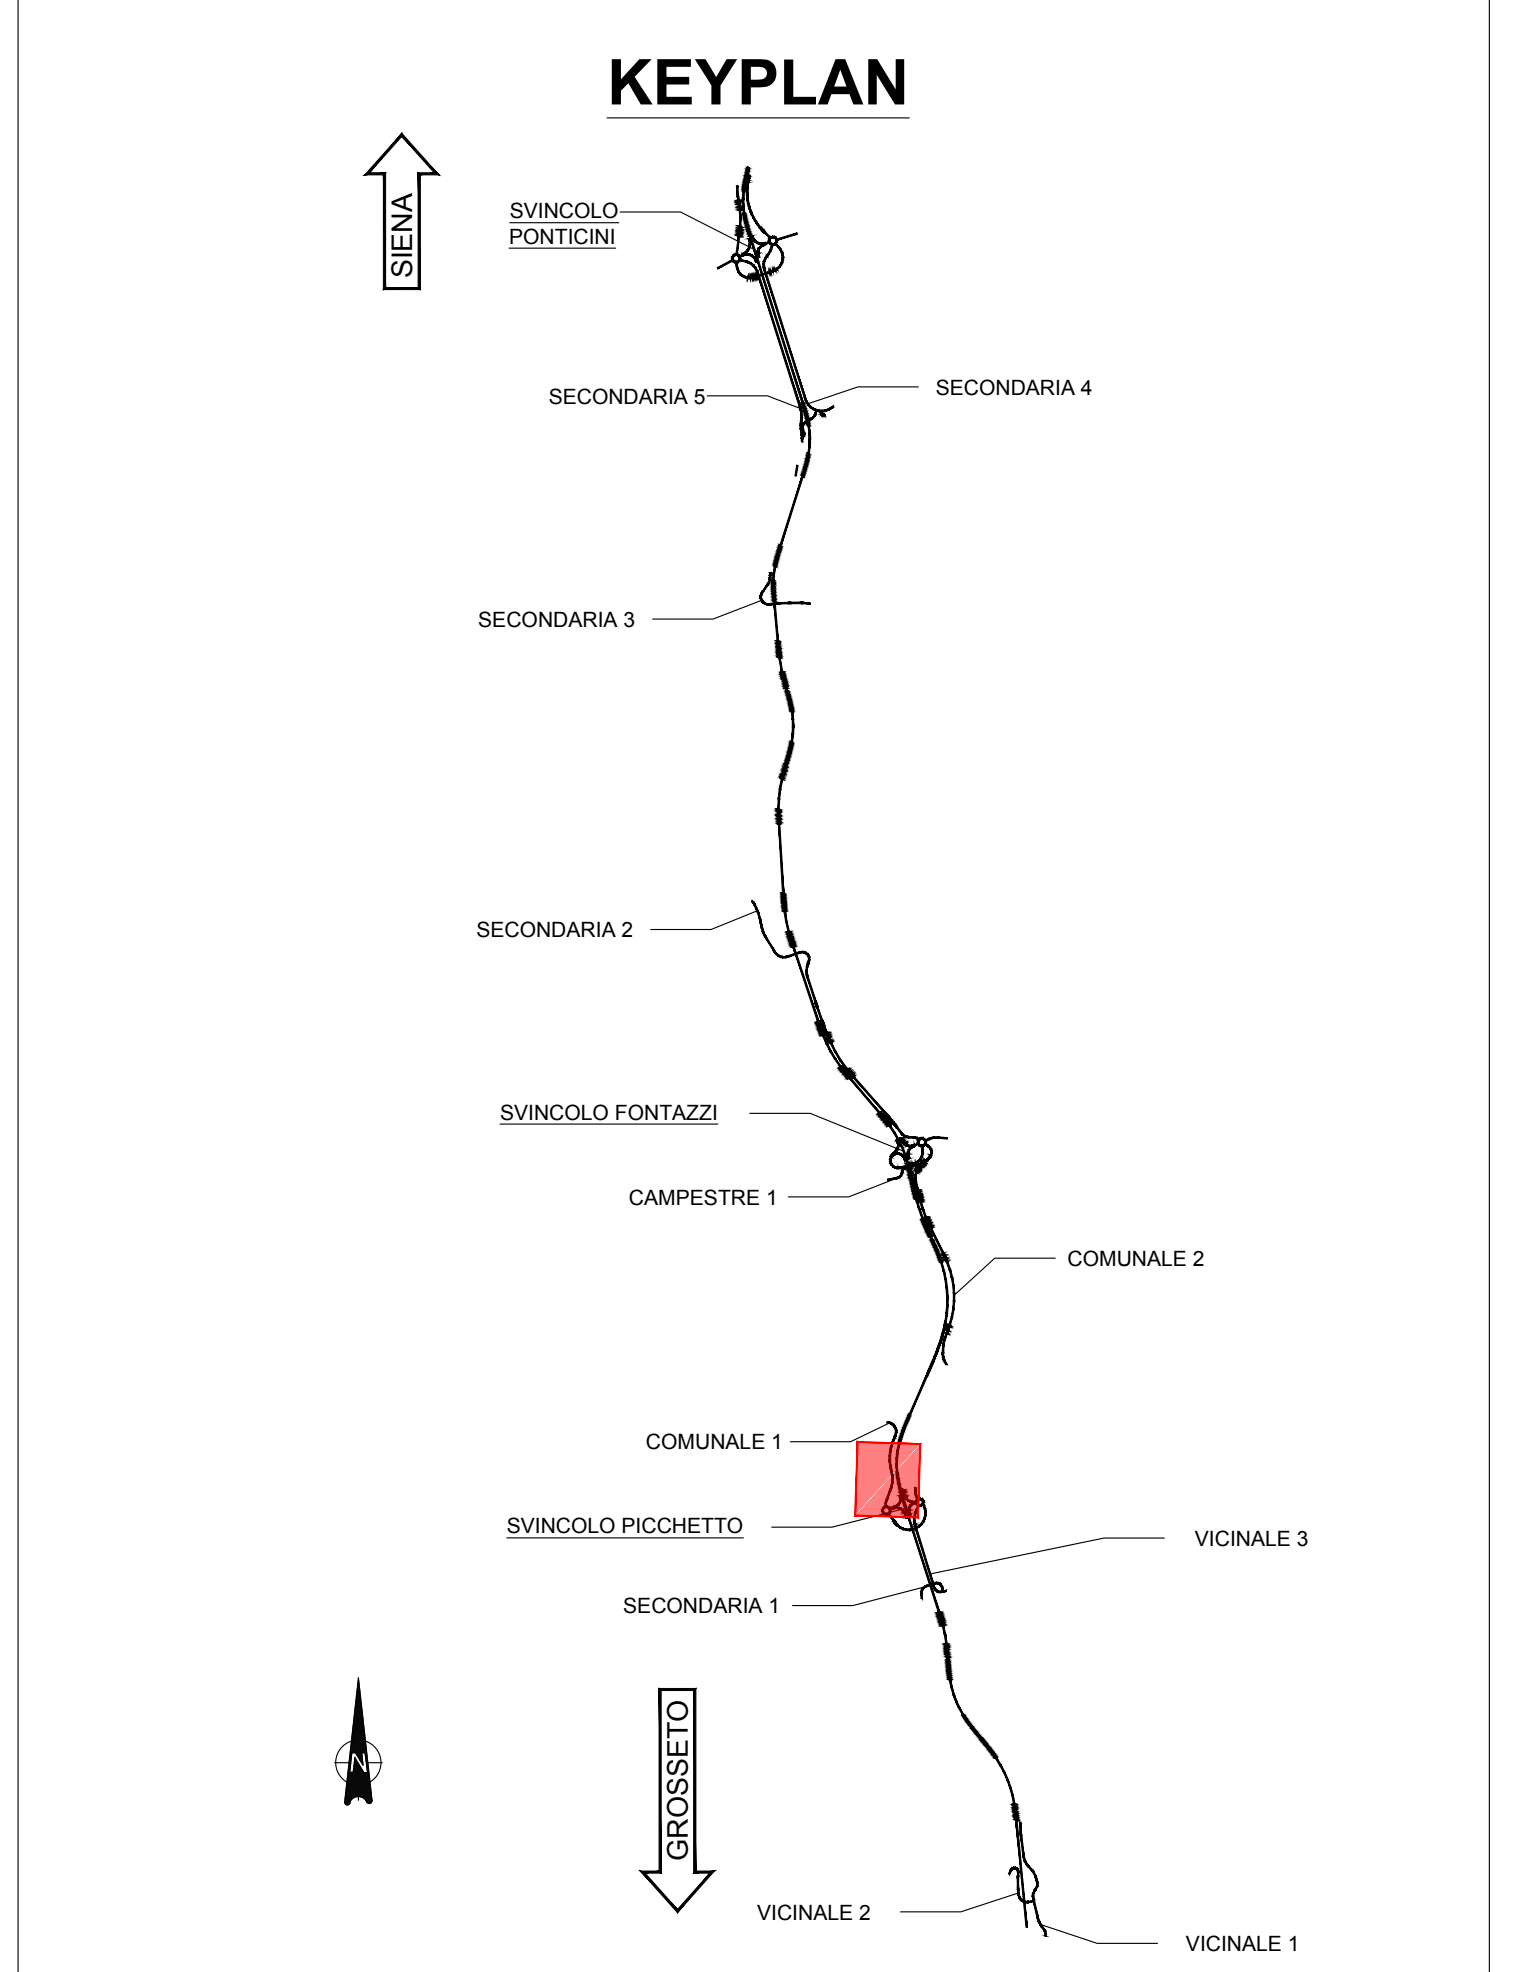 KEYPLAN
SIENA
SVINCOLO
PONTICINI
SECONDARIA 5
SECONDARIA 4
SECONDARIA 3
SECONDARIA 2
SVINCOLO FONTAZZI
CAMPESTRE 1
COMUNALE 2
COMUNALE 1
SVINCOLO PICCHETTO
VICINALE 3
SECONDARIA 1
N
GROSSETO
VICINALE 2
VICINALE 1